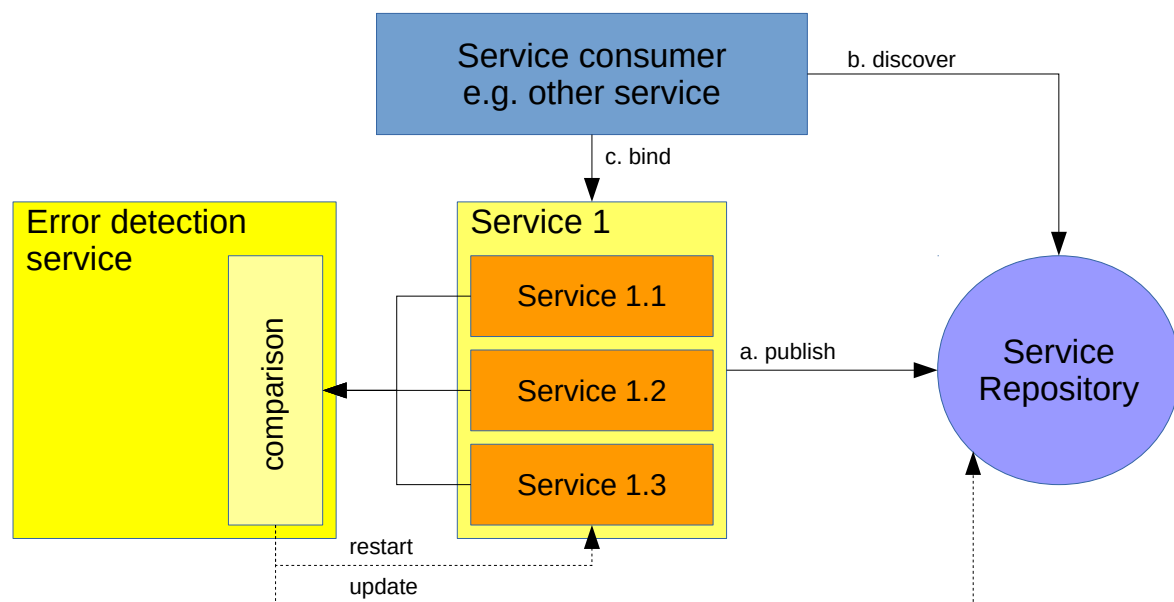 Service consumer
e.g. other service
b. discover
c. bind
Error detection
service
comparison
Service 1
Service 1.1
Service 1.2
Service 1.3
a. publish
Service
Repository
restart
update